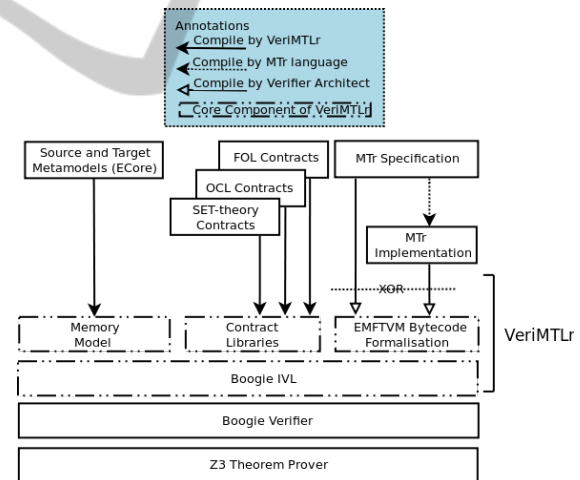 Annotations
Compile by VeriMTLr
Compile by MTr language
Compile by Verifier Architect
Core Component of VeriMTLr
Source and Target
Metamodels (ECore)
FOL Contracts
OCL Contracts
SET-theory
Contracts
MTr Specification
MTr
Implementation
XOR
Memory
Model
Contract
Libraries
EMFTVM Bytecode
Formalisation
VeriMTLr
Boogie IVL
Boogie Verifier
Z3 Theorem Prover